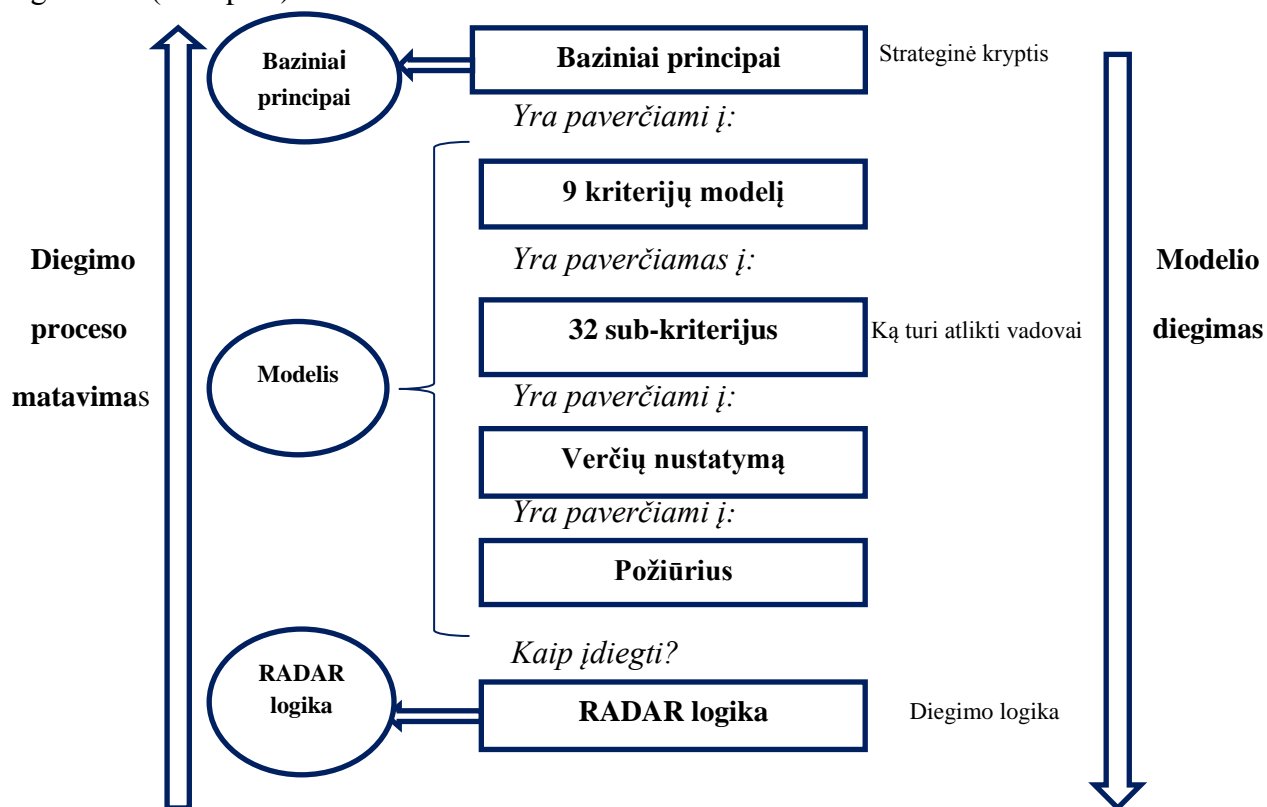 Baziniai
principai
Baziniai principai
Strateginė kryptis
Yra paverčiami į:
9 kriterijų modelį
Yra paverčiamas į:
Diegimo
proceso
matavimas
Modelis
32 sub-kriterijus
Ką turi atlikti vadovai
Modelio
diegimas
Yra paverčiami į:
Verčių nustatymą
Yra paverčiami į:
Požiūrius
Kaip įdiegti?
RADAR
logika
RADAR logika
Diegimo logika